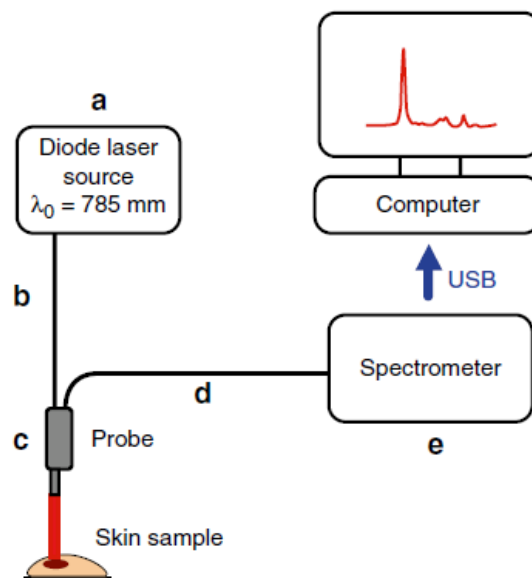 a
Diode laser
source
λ0 = 785 mm
Computer
b
USB
Spectrometer
d
c
Probe
e
Skin sample